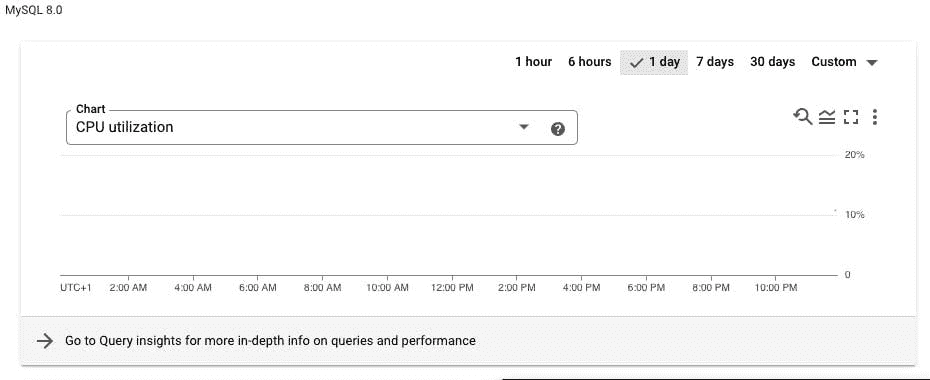 MySQL 8.0
1 hour 6 hours 1 day 7 days 30 days Custom
Chart
CPU utilization
20%
10%
0
UTC+1 2:00 AM 4:00 AM 6:00 AM 8:00 AM 10:00 AM 12:00 PM 2:00 PM 4:00 PM 6:00 PM 8:00 PM 10:00 PM
Go to Query insights for more in-depth info on queries and performance